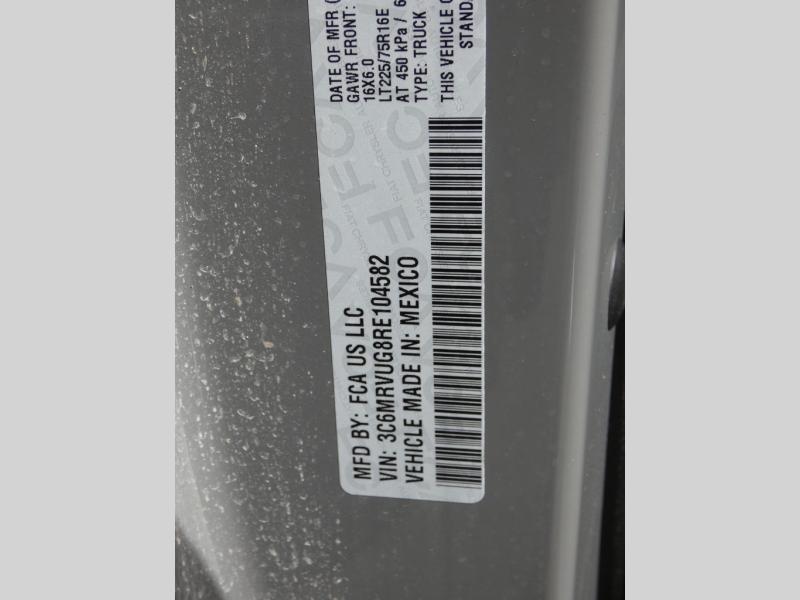 MFD BY: FCA US LLC
VIN: 3C6MRVUG8RE104582
VEHICLE MADE IN: MEXICO
DATE OF MFR (
GAWR FRONT:
16X6.0
LT225/75R16E
AT 450 kPa / 6
TYPE: TRUCK
THIS VEHICLE C
STAND